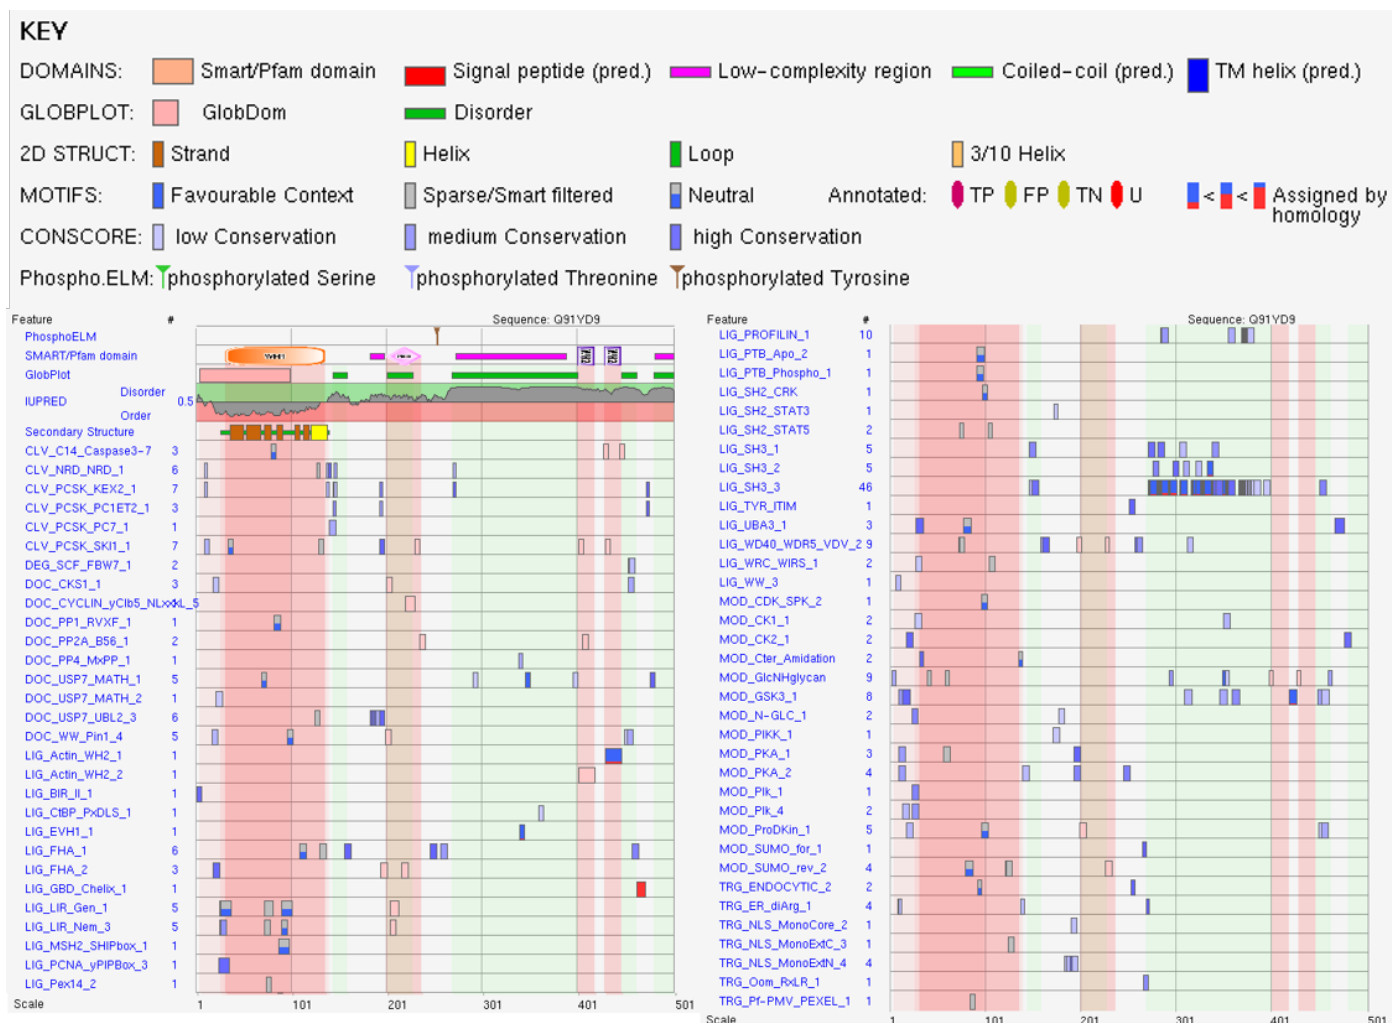 KEY
DOMAINS: Smart/Pfam domain Signal peptide (pred.) Low-complexity region Coiled-coil (pred.) TM helix (pred.)
GLOBPLOT: GlobDom Disorder
2D STRUCT: Strand Helix Loop 3/10 Helix
MOTIFS: Favourable Context Sparse/Smart filtered Neutral Annotated: TP FP TN U < < Assigned by
homology
CONSCORE: low Conservation medium Conservation high Conservation
Phospho.ELM: phosphorylated Serine phosphorylated Threonine phosphorylated Tyrosine
Feature # Sequence: Q91YD9
PhosphoELM
SMART/Pfam domain
GlobPlot
Disorder
IUPRED 0.5
Order
Secondary Structure
CLV_C14_Caspase3-7 3
CLV_NRD_NRD_1 6
CLV_PCSK_KEX2_1 7
CLV_PCSK_PC1ET2_1 3
CLV_PCSK_PC7_1 1
CLV_PCSK_SKI1_1 7
DEG_SCF_FBW7_1 2
DOC_CKS1_1 3
DOC_CYCLIN_yClb5_NLxxxL_5
DOC_PP1_RVXF_1 1
DOC_PP2A_B56_1 2
DOC_PP4_MxPP_1 1
DOC_USP7_MATH_1 5
DOC_USP7_MATH_2 1
DOC_USP7_UBL2_3 6
DOC_WW_Pin1_4 5
LIG_Actin_WH2_1 1
LIG_Actin_WH2_2 1
LIG_BIR_II_1 1
LIG_CtBP_PxDLS_1 1
LIG_EVH1_1 1
LIG_FHA_1 6
LIG_FHA_2 3
LIG_GBD_Chelix_1 1
LIG_LIR_Gen_1 5
LIG_LIR_Nem_3 5
LIG_MSH2_SHIPbox_1 1
LIG_PCNA_yPIPBox_3 1
LIG_Pex14_2 1
Scale 1 101 201 301 401 501
Feature # Sequence: Q91YD9
LIG_PROFILIN_1 10
LIG_PTB_Apo_2 1
LIG_PTB_Phospho_1 1
LIG_SH2_CRK 1
LIG_SH2_STAT3 1
LIG_SH2_STAT5 2
LIG_SH3_1 5
LIG_SH3_2 5
LIG_SH3_3 46
LIG_TYR_ITIM 1
LIG_UBA3_1 3
LIG_WD40_WDR5_VDV_2 9
LIG_WRC_WIRS_1 2
LIG_WW_3 1
MOD_CDK_SPK_2 1
MOD_CK1_1 2
MOD_CK2_1 2
MOD_Cter_Amidation 2
MOD_GlcNHglycan 9
MOD_GSK3_1 8
MOD_N-GLC_1 2
MOD_PIKK_1 1
MOD_PKA_1 3
MOD_PKA_2 4
MOD_Plk_1 1
MOD_Plk_4 2
MOD_ProDKin_1 5
MOD_SUMO_for_1 1
MOD_SUMO_rev_2 4
TRG_ENDOCYTIC_2 2
TRG_ER_diArg_1 4
TRG_NLS_MonoCore_2 1
TRG_NLS_MonoExtC_3 1
TRG_NLS_MonoExtN_4 4
TRG_Oom_RxLR_1 1
TRG_Pf-PMV_PEXEL_1 1
Scale 1 101 201 301 401 501